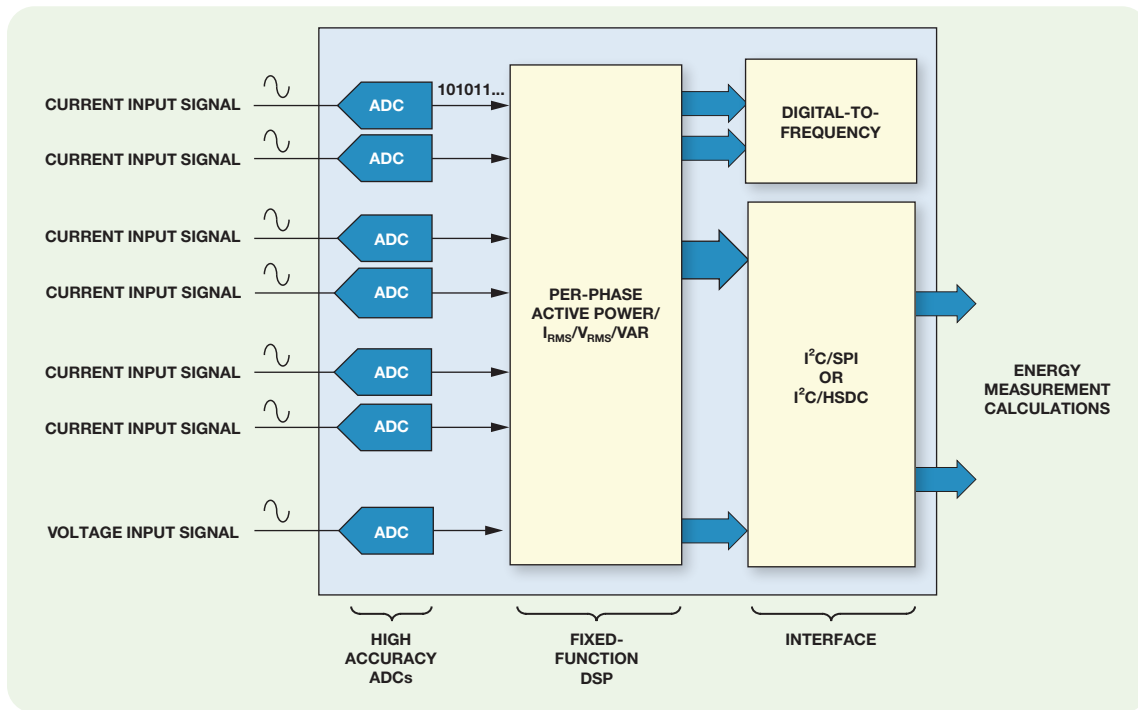 CURRENT INPUT SIGNAL
ADC
101011...
CURRENT INPUT SIGNAL
ADC
CURRENT INPUT SIGNAL
ADC
CURRENT INPUT SIGNAL
ADC
CURRENT INPUT SIGNAL
ADC
CURRENT INPUT SIGNAL
ADC
VOLTAGE INPUT SIGNAL
ADC
PER-PHASE
ACTIVE POWER/
IRMS/VRMS/VAR
DIGITAL-TO-
FREQUENCY
I²C/SPI
OR
I²C/HSDC
ENERGY
MEASUREMENT
CALCULATIONS
HIGH
ACCURACY
ADCs
FIXED-
FUNCTION
DSP
INTERFACE